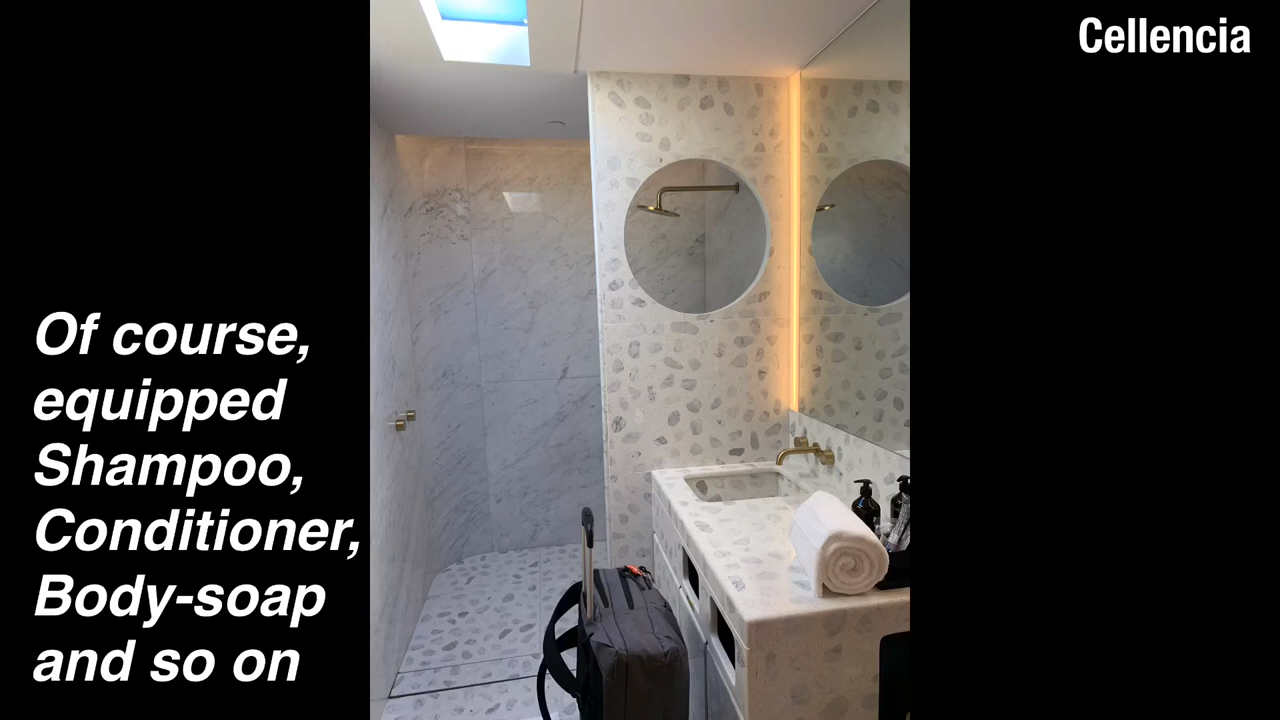 Cellencia
Of course,
equipped
Shampoo,
Conditioner,
Body-soap
and so on